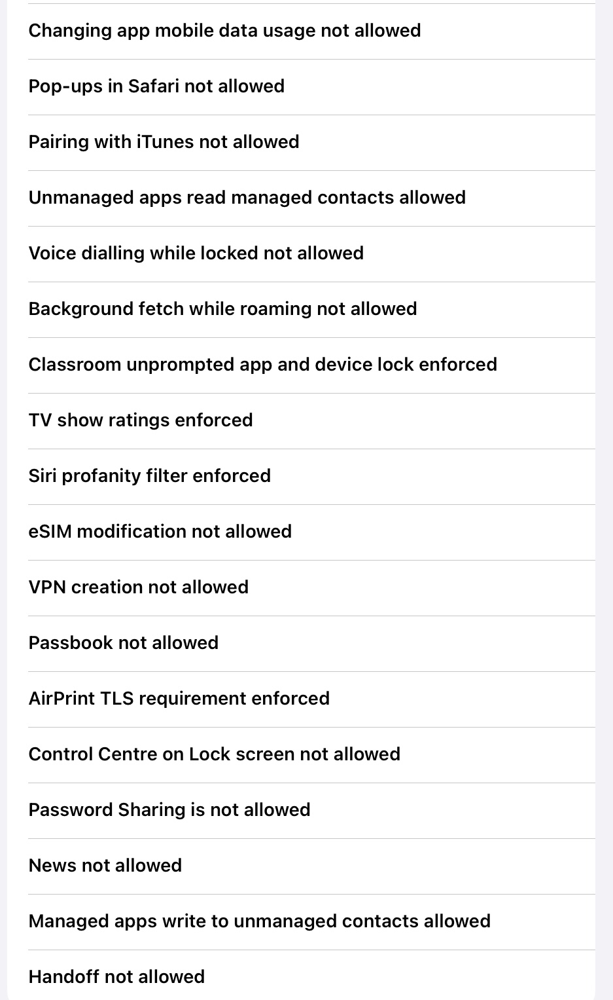 Changing app mobile data usage not allowed
Pop-ups in Safari not allowed
Pairing with iTunes not allowed
Unmanaged apps read managed contacts allowed
Voice dialling while locked not allowed
Background fetch while roaming not allowed
Classroom unprompted app and device lock enforced
TV show ratings enforced
Siri profanity filter enforced
eSIM modification not allowed
VPN creation not allowed
Passbook not allowed
AirPrint TLS requirement enforced
Control Centre on Lock screen not allowed
Password Sharing is not allowed
News not allowed
Managed apps write to unmanaged contacts allowed
Handoff not allowed